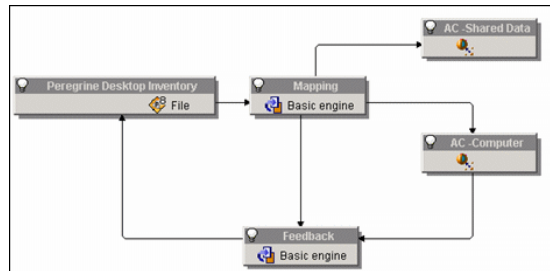 AC -Shared Data
Peregrine Desktop Inventory
File
Mapping
Basic engine
AC -Computer
Feedback
Basic engine